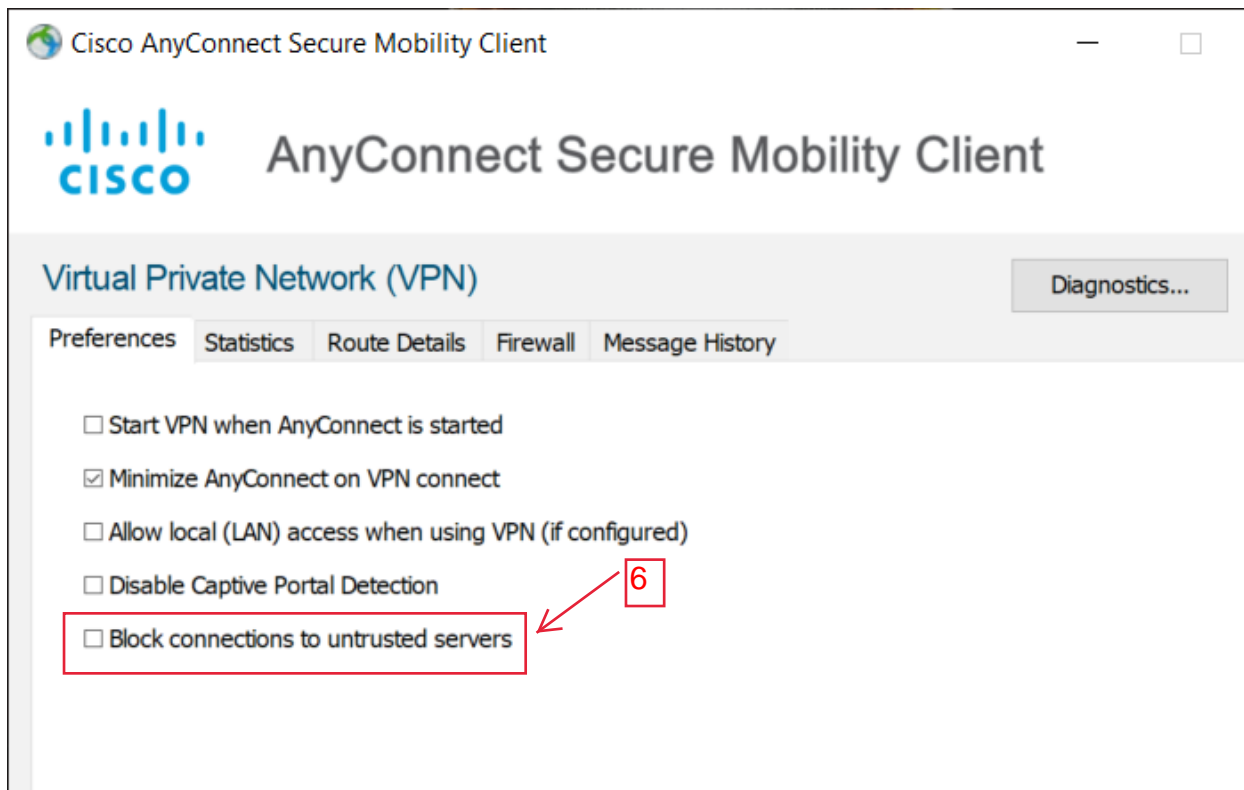 Cisco AnyConnect Secure Mobility Client
CISCO
AnyConnect Secure Mobility Client
Virtual Private Network (VPN)
Diagnostics...
Preferences Statistics Route Details Firewall Message History
Start VPN when AnyConnect is started
Minimize AnyConnect on VPN connect
Allow local (LAN) access when using VPN (if configured)
Disable Captive Portal Detection
6
Block connections to untrusted servers